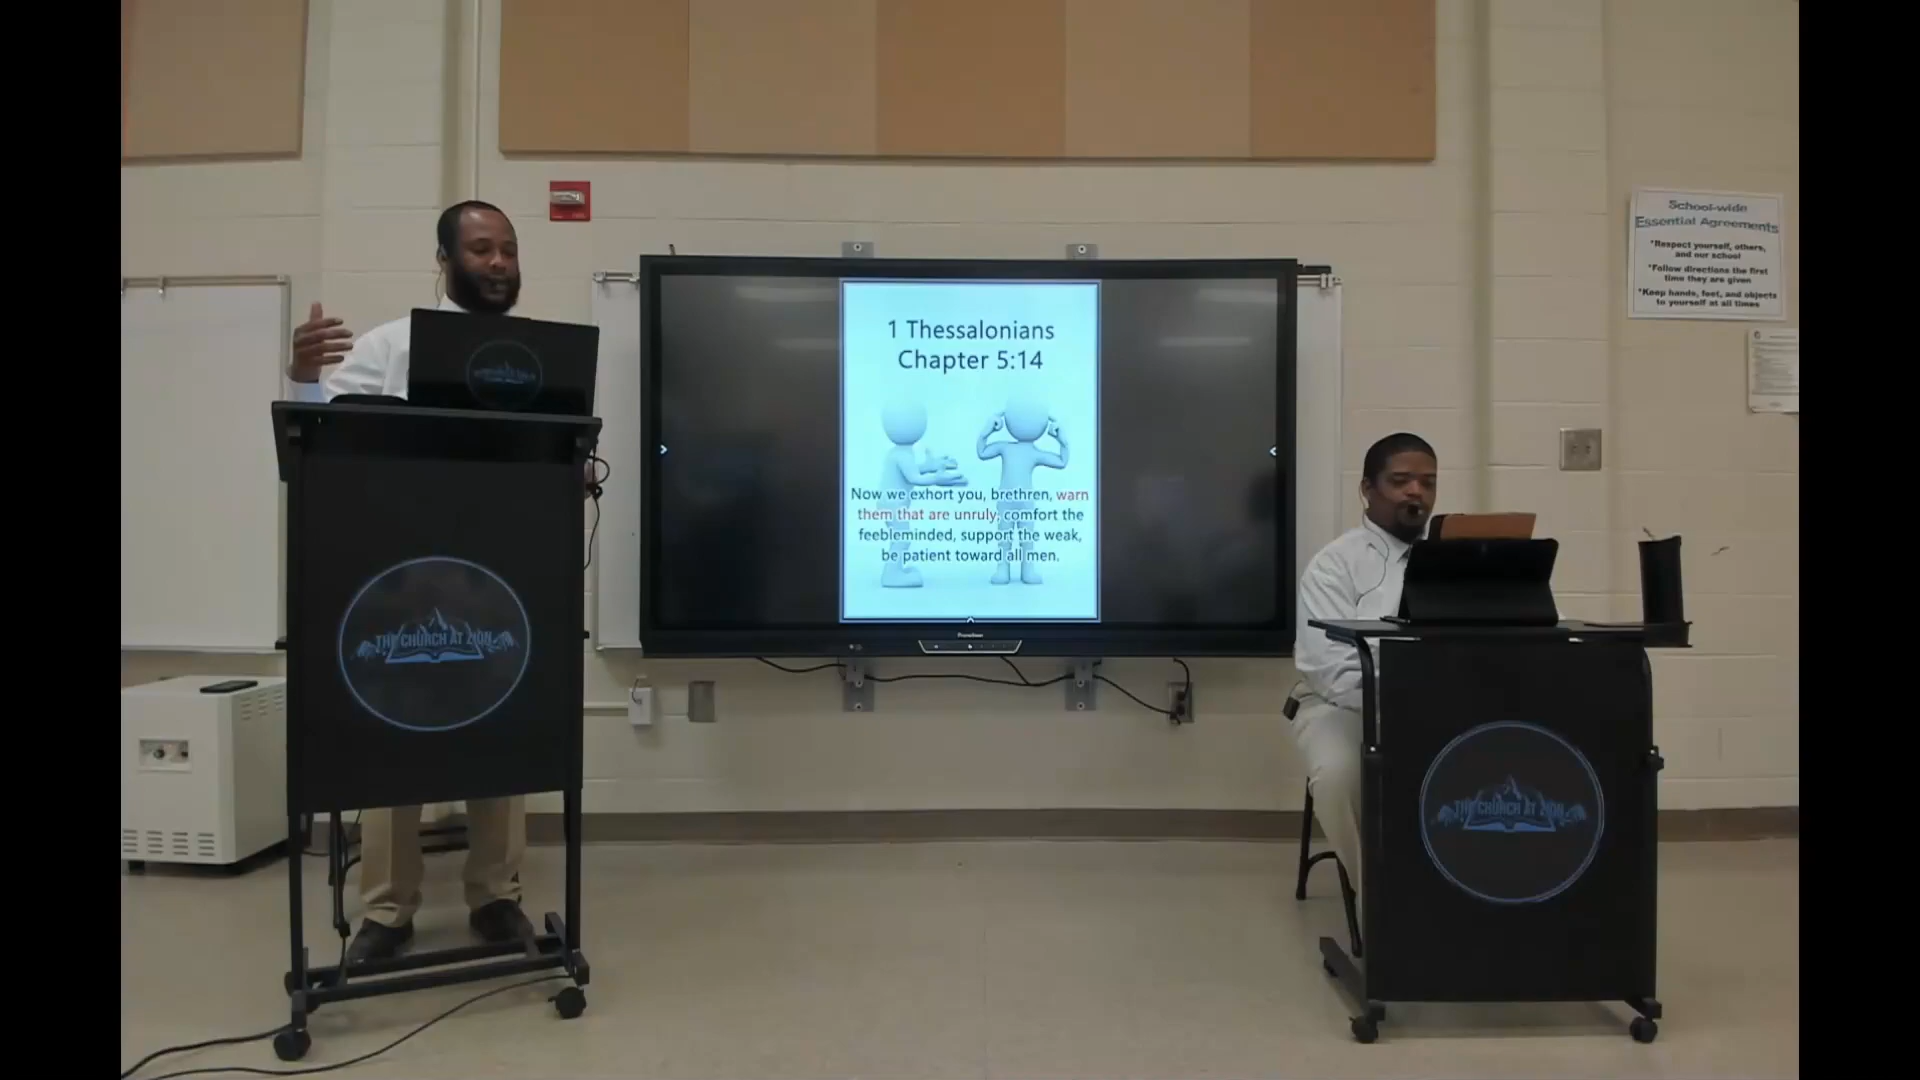 School-wide
Essential Agreements
*Respect yourself, others,
and our school
*Follow directions the first
time they are given
*Keep hands, feet, and objects
to yourself at all times
1 Thessalonians
Chapter 5:14
Now we exhort you, brethren, warn
them that are unruly, comfort the
feebleminded, support the weak,
be patient toward all men.
Promethean
THE CHURCH AT ZION
THE CHURCH AT ZION